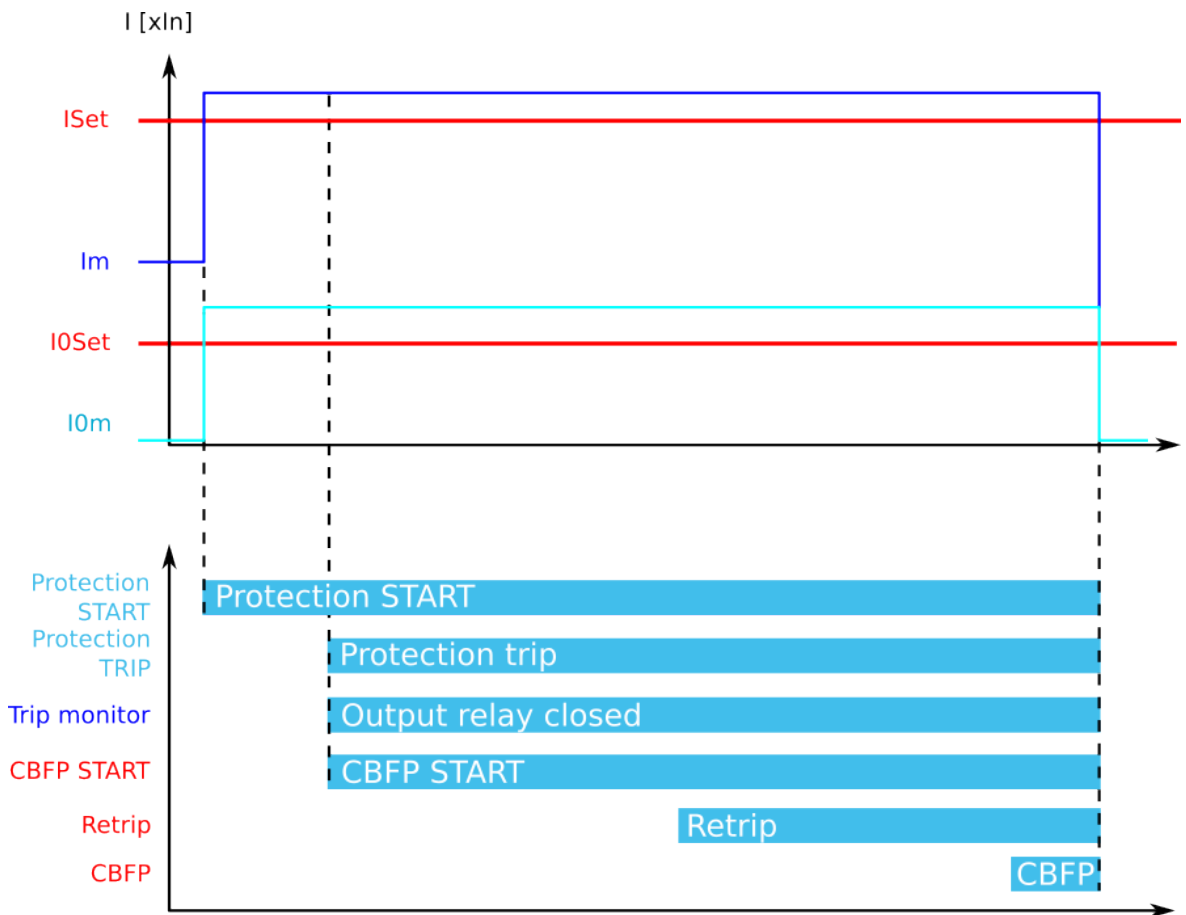 I [xIn]
ISet
Im
I0Set
I0m
Protection
START
Protection START
Protection
TRIP
Protection trip
Trip monitor
Output relay closed
CBFP START
CBFP START
Retrip
Retrip
CBFP
CBFP